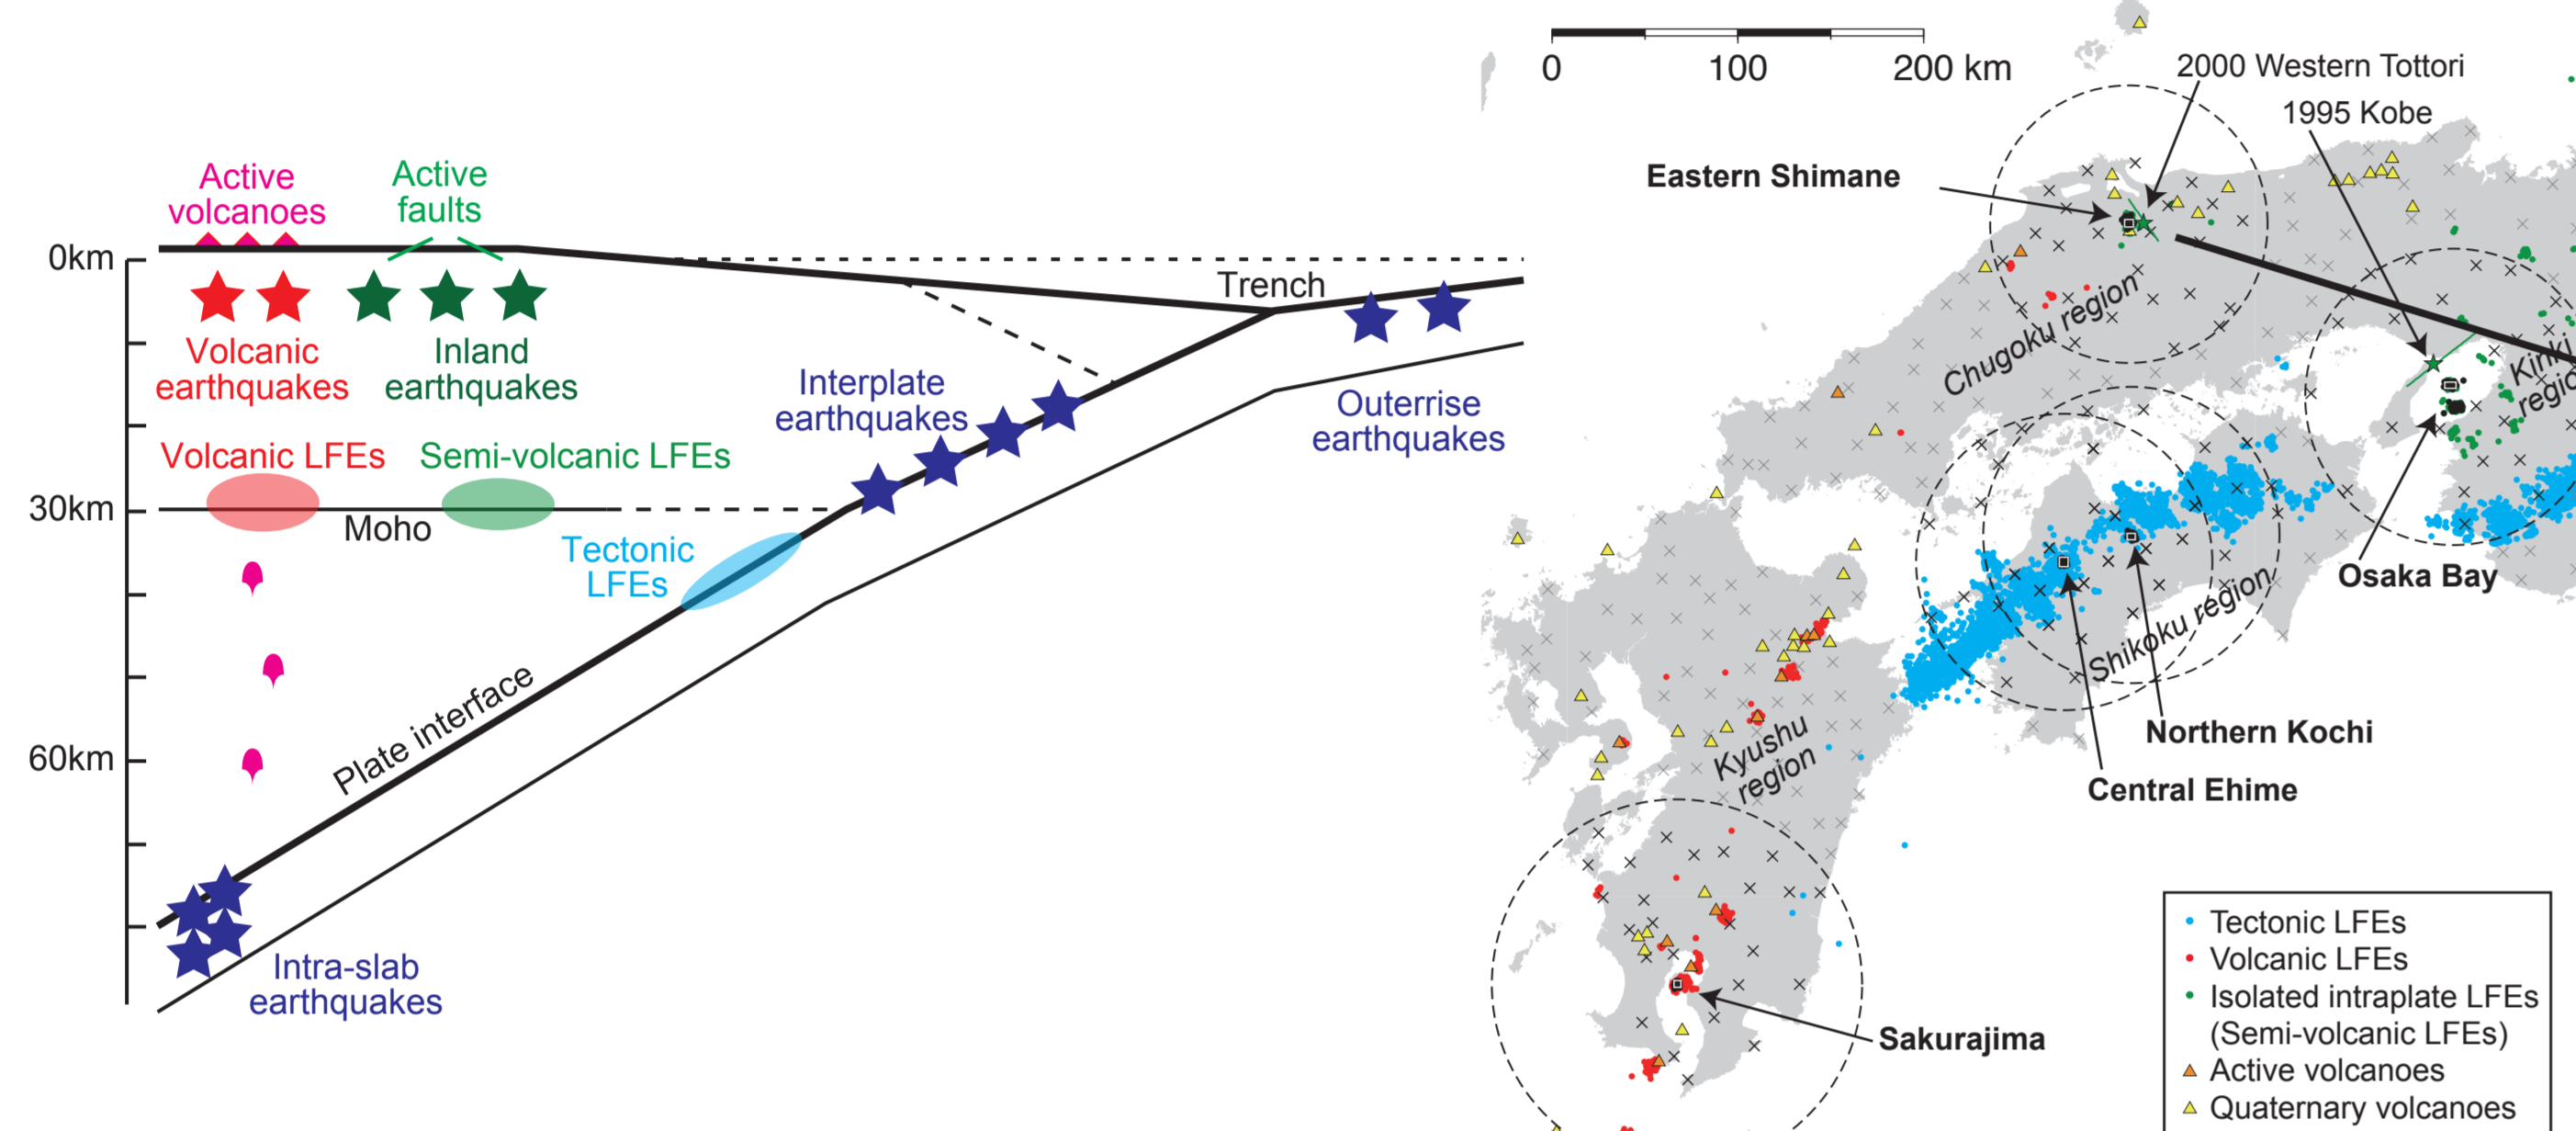 Active
volcanoes
Active
faults
0km
Trench
Volcanic
earthquakes
Inland
earthquakes
Interplate
earthquakes
Outerrise
earthquakes
Volcanic LFEs
Semi-volcanic LFEs
30km
Moho
Tectonic
LFEs
60km
Plate interface
Intra-slab
earthquakes
0
100
200 km
2000 Western Tottori
1995 Kobe
Eastern Shimane
Chugoku region
Kinki
Osaka Bay
Shikoku region
Northern Kochi
Central Ehime
Kyushu
region
Sakurajima
Tectonic LFEs
Volcanic LFEs
Isolated intraplate LFEs
(Semi-volcanic LFEs)
Active volcanoes
Quaternary volcanoes